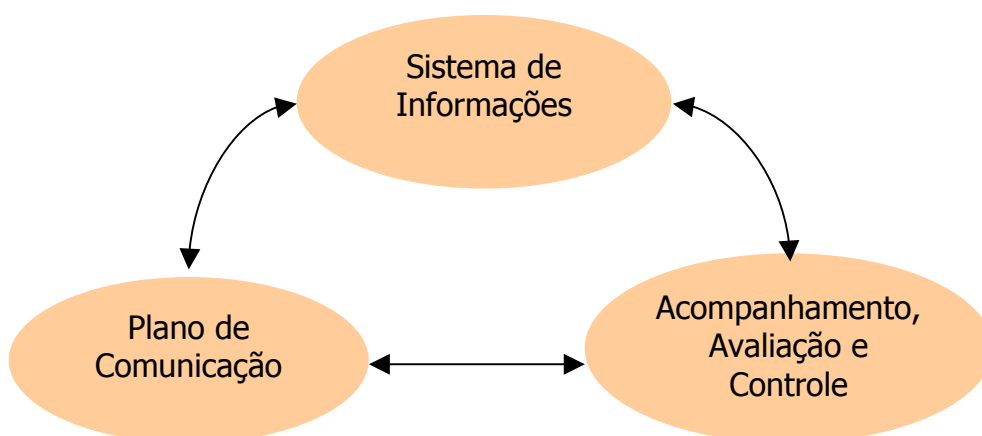 Sistema de
Informações
Plano de
Comunicação
Acompanhamento,
Avaliação e
Controle